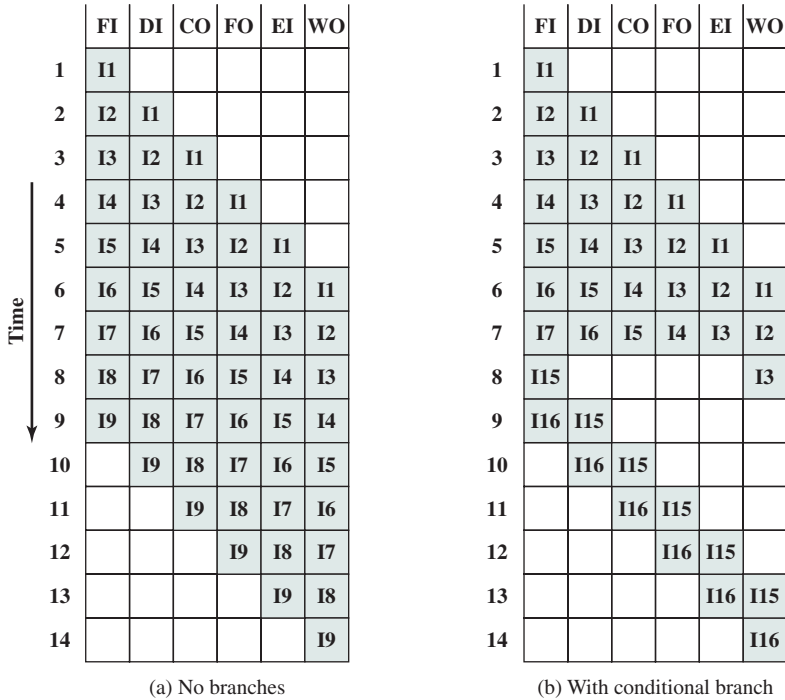 FI DI CO FO EI WO
1 I1
2 I2 I1
3 I3 I2 I1
4 I4 I3 I2 I1
5 I5 I4 I3 I2 I1
6 I6 I5 I4 I3 I2 I1
7 I7 I6 I5 I4 I3 I2
8 I8 I7 I6 I5 I4 I3
9 I9 I8 I7 I6 I5 I4
10 I9 I8 I7 I6 I5
11 I9 I8 I7 I6
12 I9 I8 I7
13 I9 I8
14 I9
Time
(a) No branches
FI DI CO FO EI WO
1 I1
2 I2 I1
3 I3 I2 I1
4 I4 I3 I2 I1
5 I5 I4 I3 I2 I1
6 I6 I5 I4 I3 I2 I1
7 I7 I6 I5 I4 I3 I2
8 I15 I3
9 I16 I15
10 I16 I15
11 I16 I15
12 I16 I15
13 I16 I15
14 I16
(b) With conditional branch